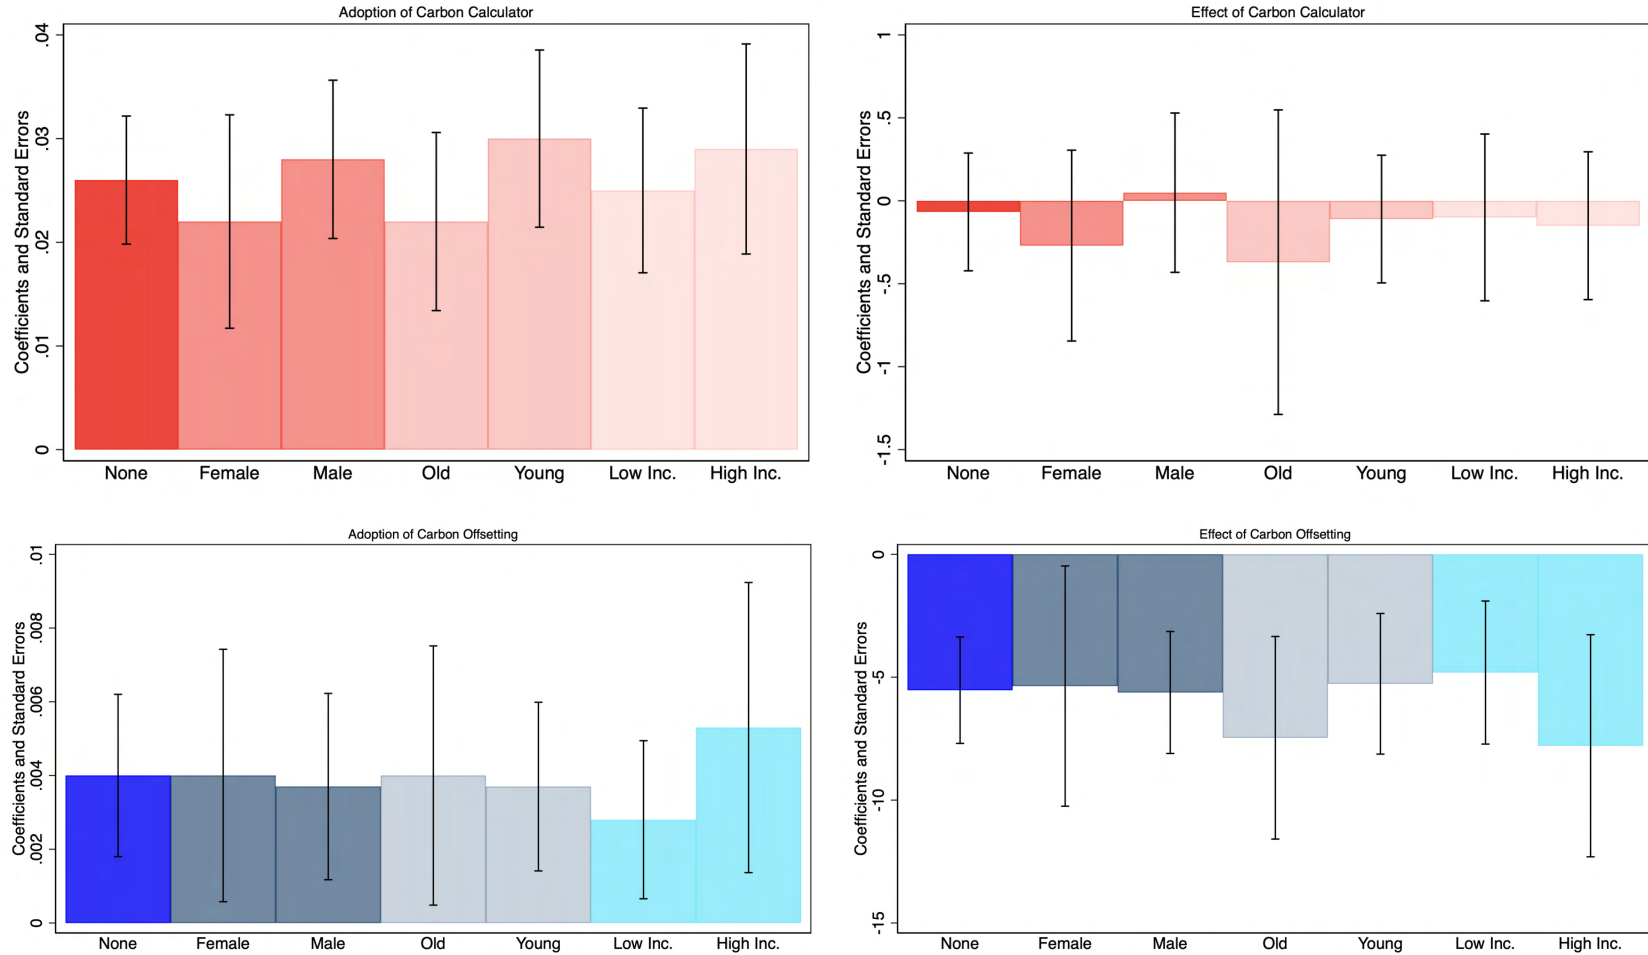 Adoption of Carbon Calculator
Coefficients and Standard Errors
.04
.03
.02
.01
0
None Female Male Old Young Low Inc. High Inc.
Effect of Carbon Calculator
Coefficients and Standard Errors
1
.5
0
-.5
-1
-1.5
None Female Male Old Young Low Inc. High Inc.
Adoption of Carbon Offsetting
Coefficients and Standard Errors
.01
.008
.006
.004
.002
0
None Female Male Old Young Low Inc. High Inc.
Effect of Carbon Offsetting
Coefficients and Standard Errors
0
-5
-10
-15
None Female Male Old Young Low Inc. High Inc.